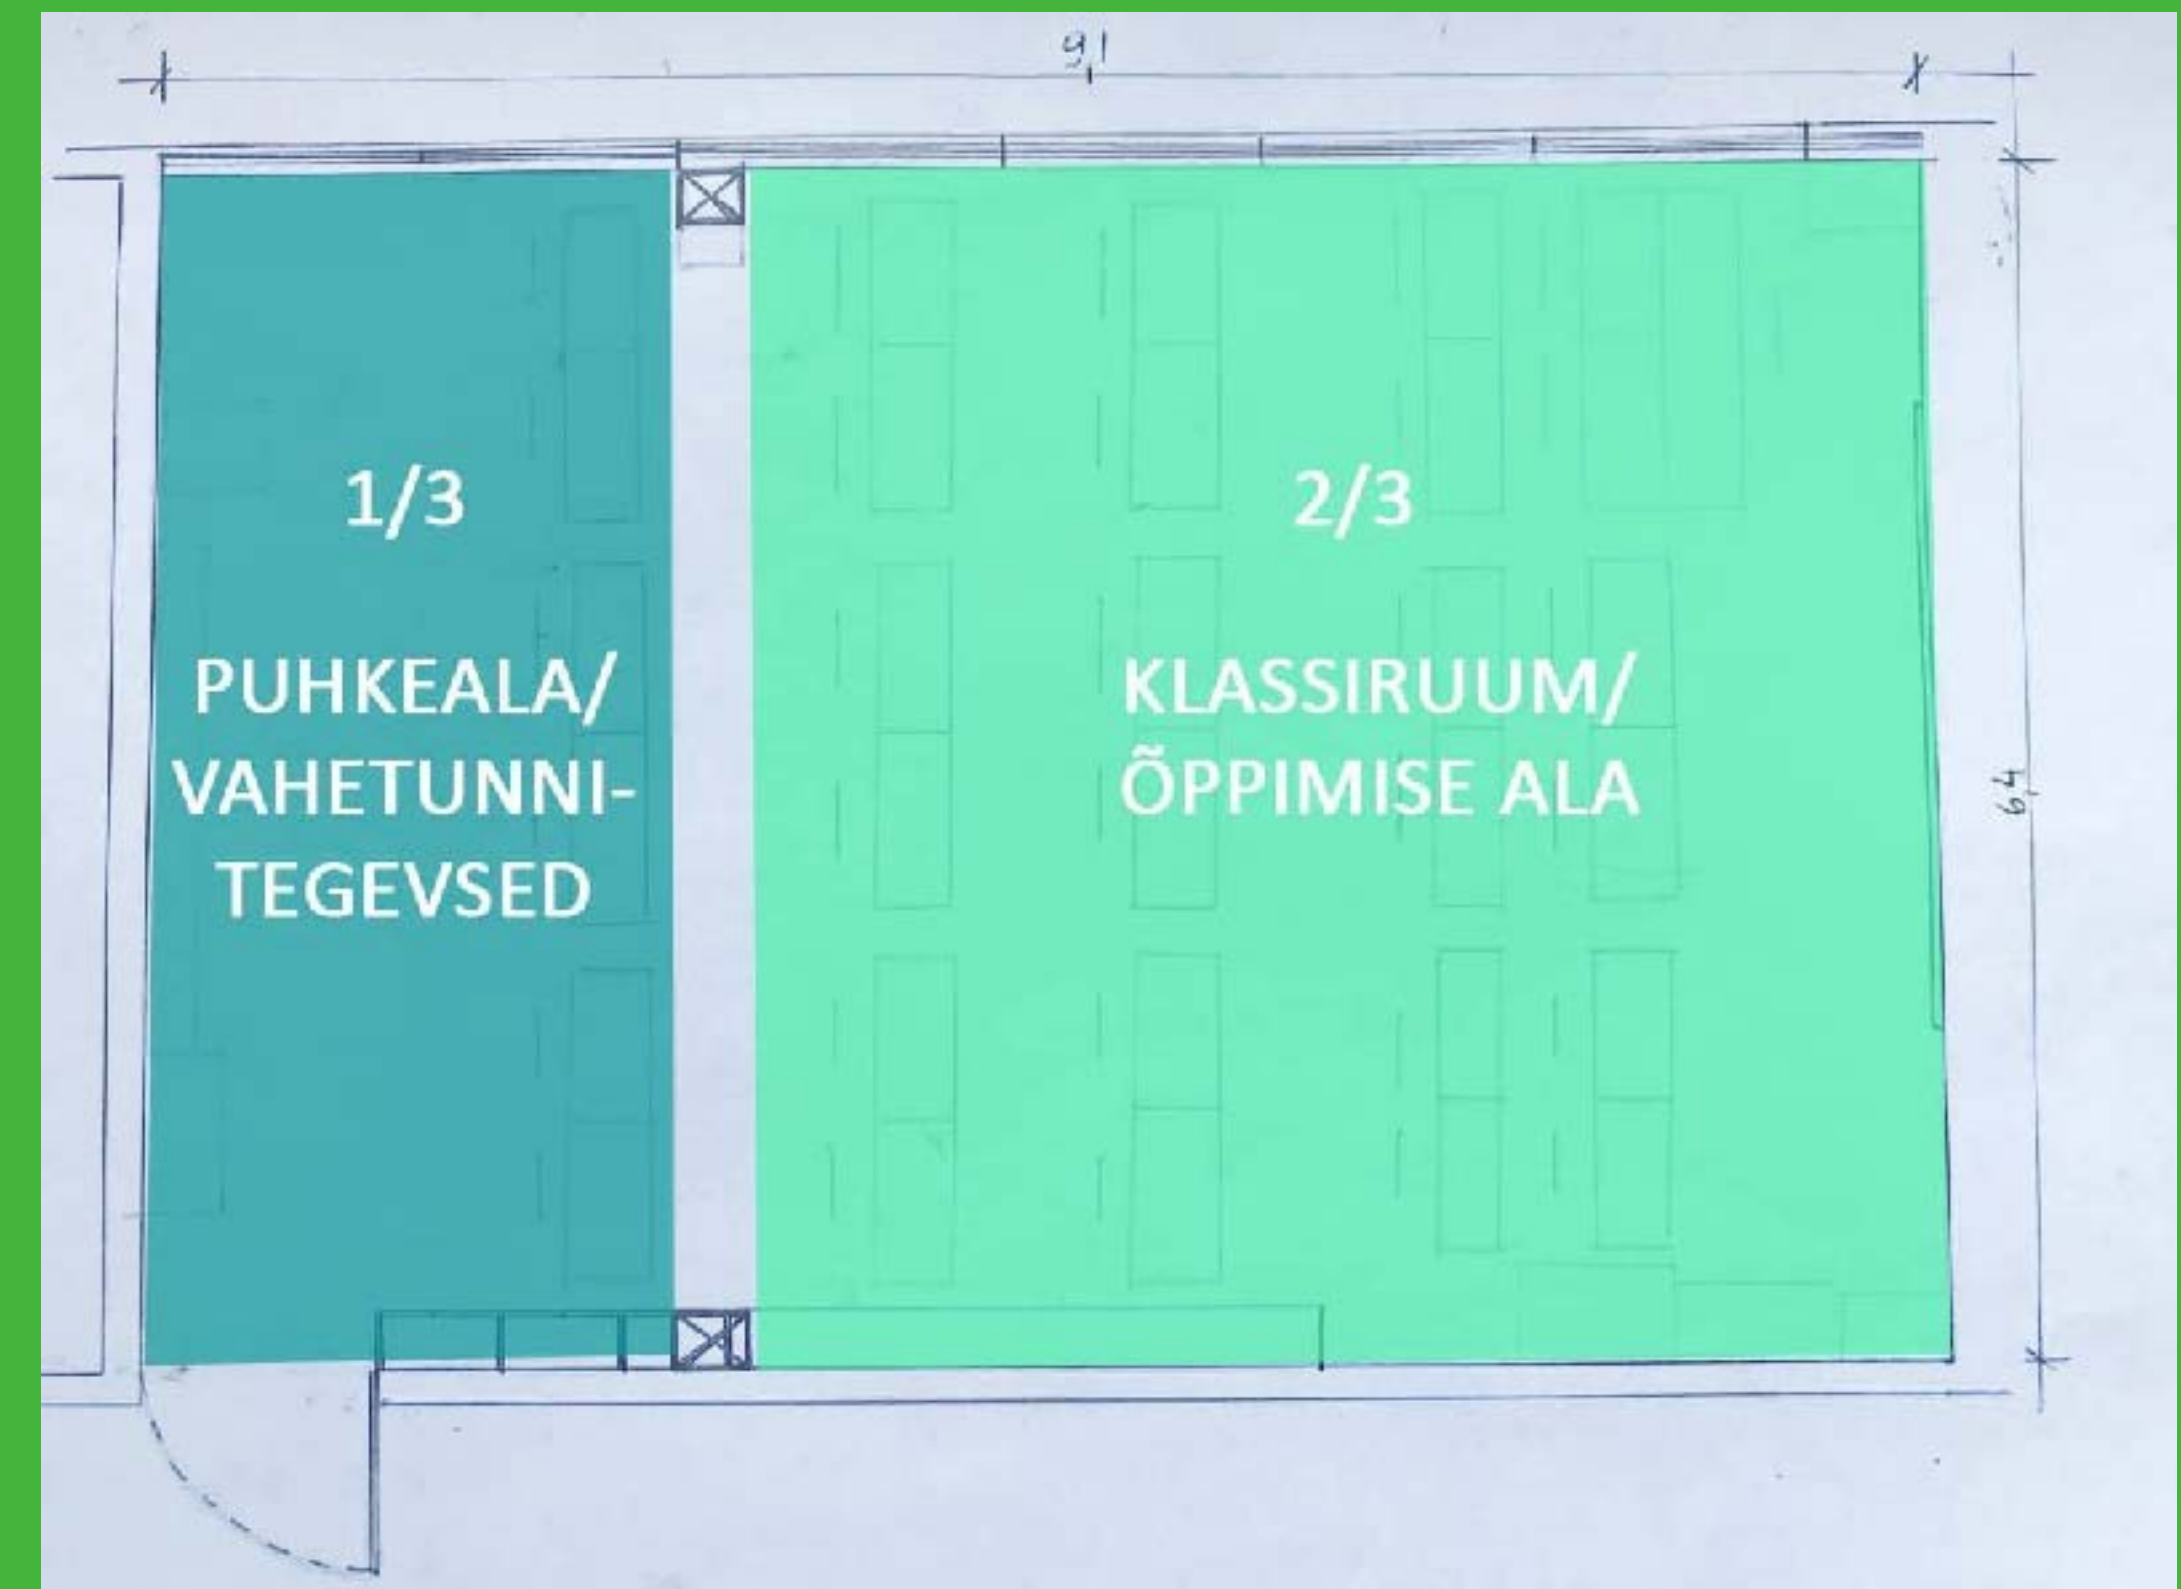 9,1
1/3
PUHKEALA/
VAHETUNNI-
TEGEVSED
2/3
KLASSIRUUM/
ÕPPIMISE ALA
6,4